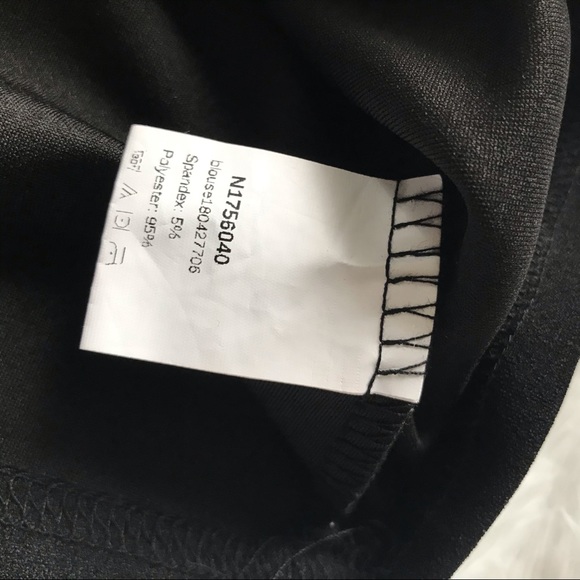 N1756040
blouse180427706
Spandex: 5%
Polyester: 95%